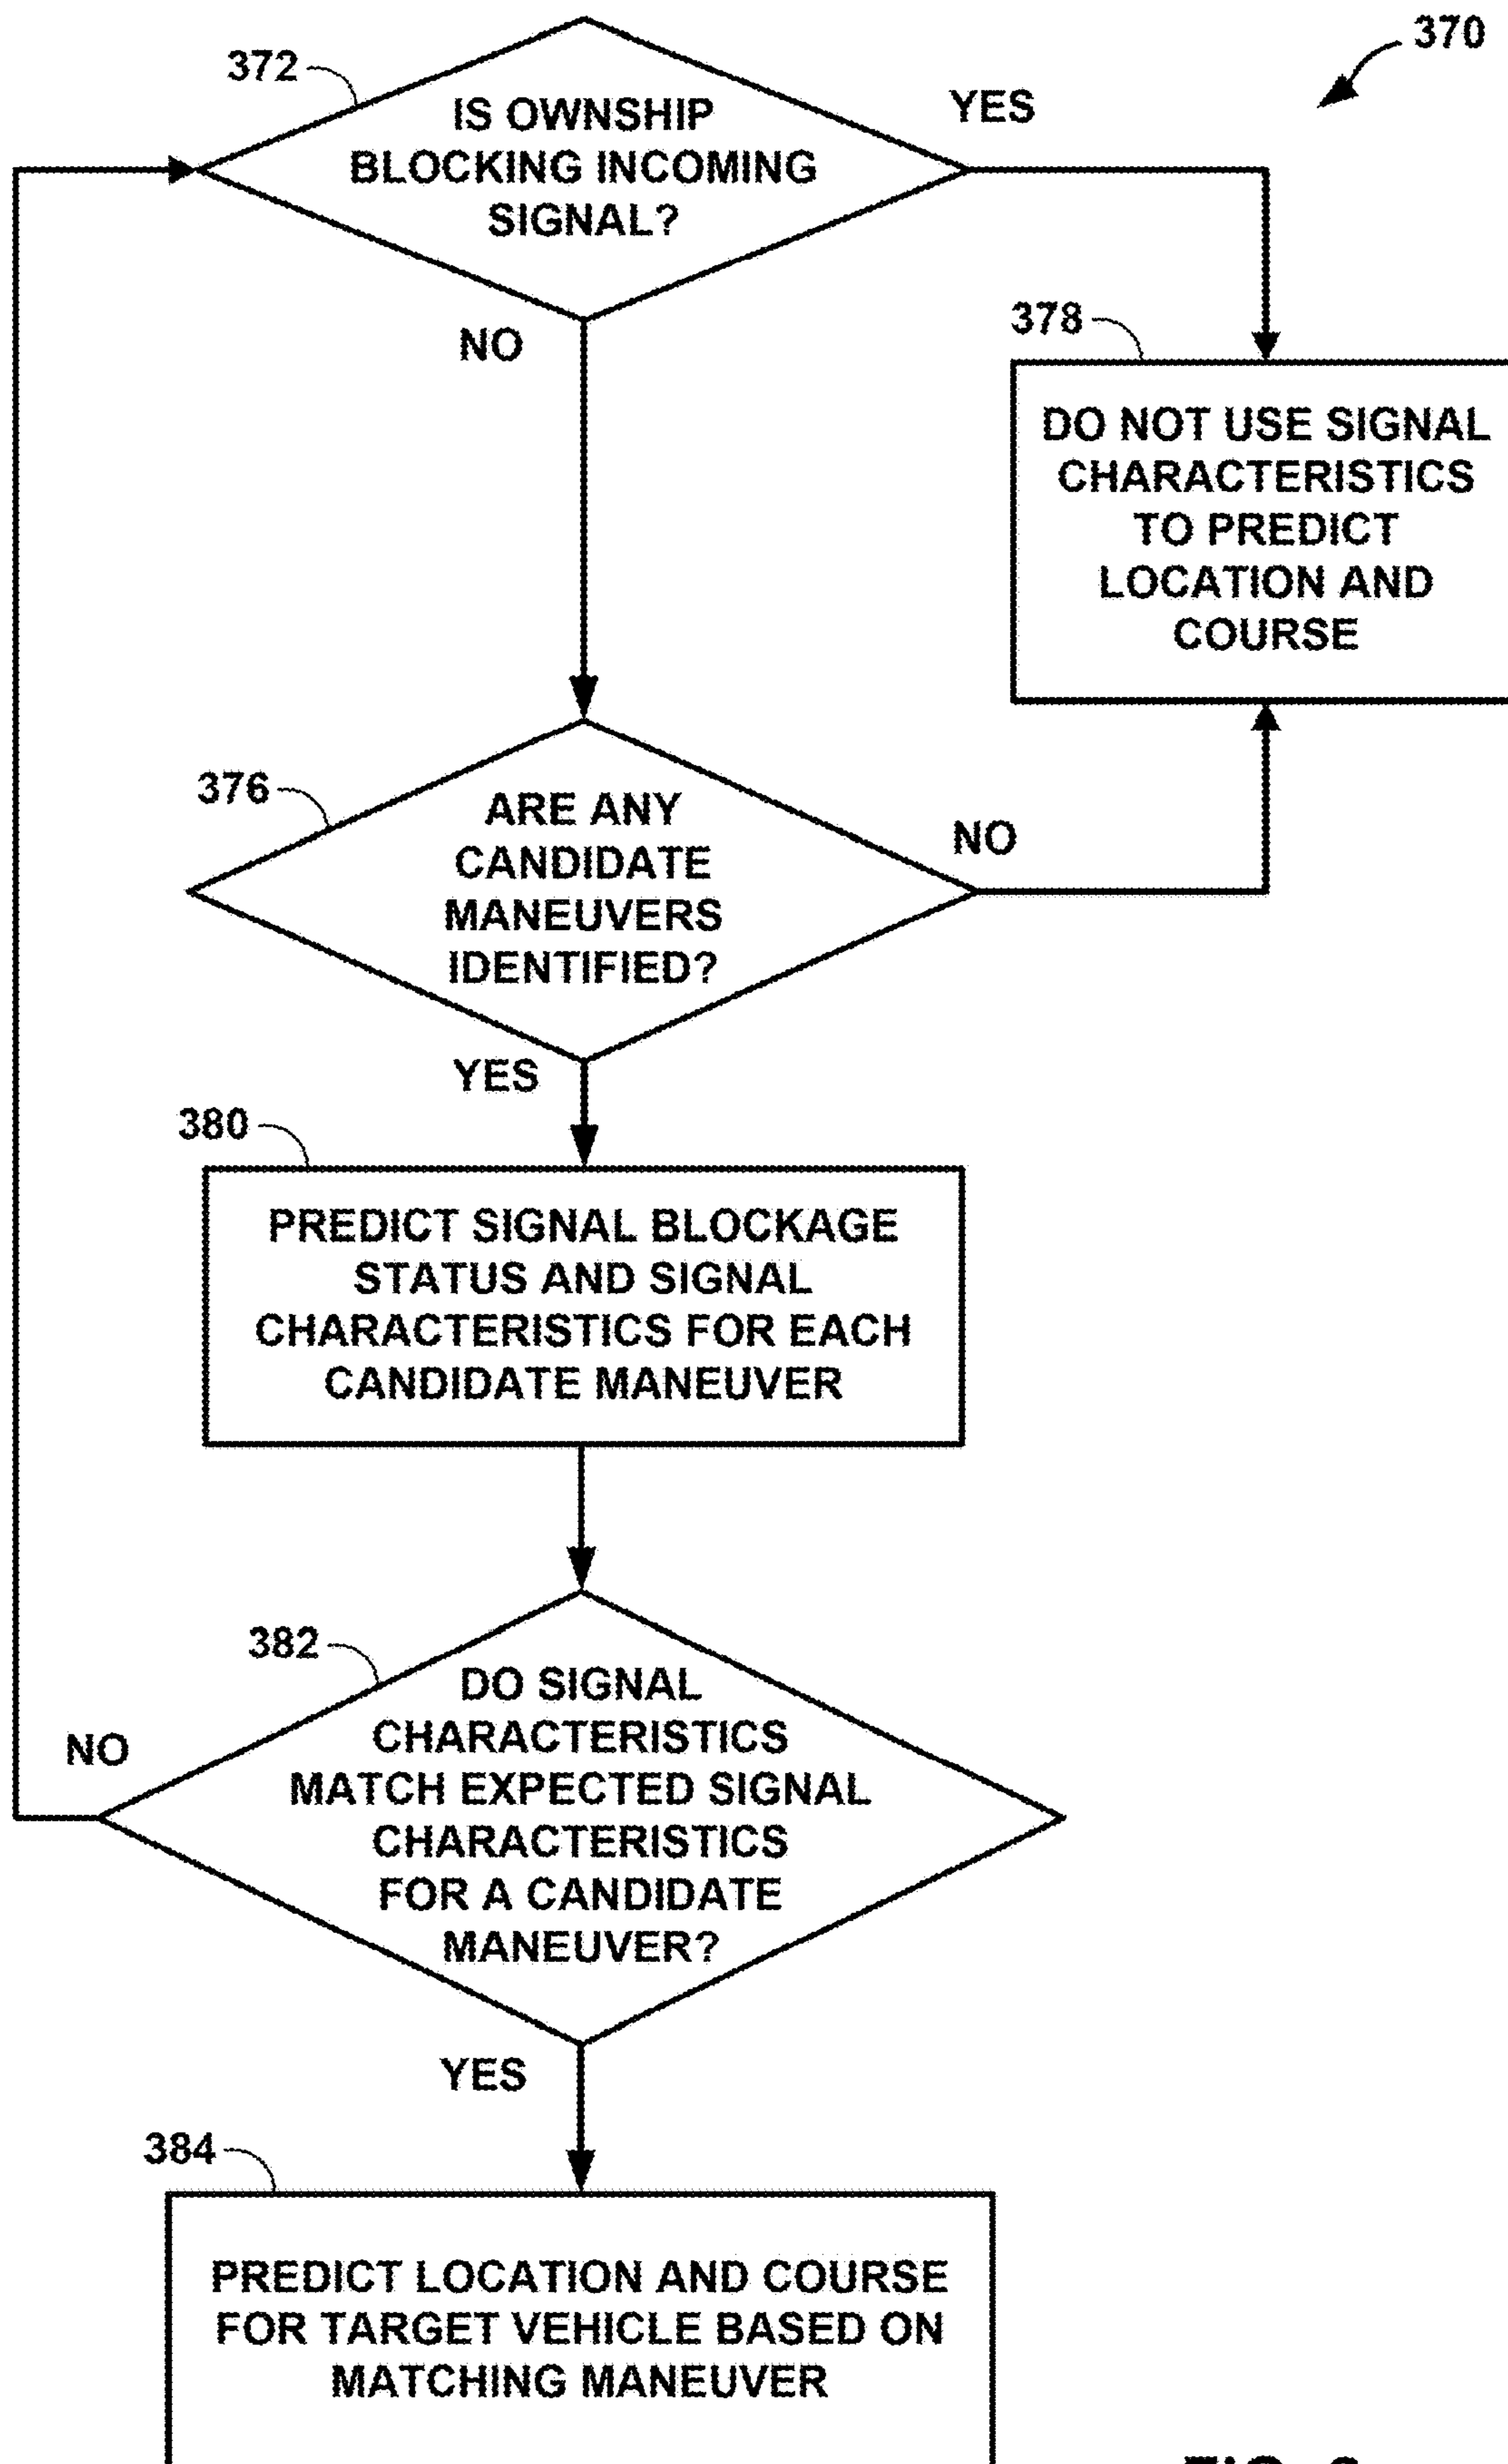 370
372
IS OWNSHIP
BLOCKING INCOMING
SIGNAL?
YES
NO
378
DO NOT USE SIGNAL
CHARACTERISTICS
TO PREDICT
LOCATION AND
COURSE
376
ARE ANY
CANDIDATE
MANEUVERS
IDENTIFIED?
NO
YES
380
PREDICT SIGNAL BLOCKAGE
STATUS AND SIGNAL
CHARACTERISTICS FOR EACH
CANDIDATE MANEUVER
382
DO SIGNAL
CHARACTERISTICS
MATCH EXPECTED SIGNAL
CHARACTERISTICS
FOR A CANDIDATE
MANEUVER?
NO
YES
384
PREDICT LOCATION AND COURSE
FOR TARGET VEHICLE BASED ON
MATCHING MANEUVER